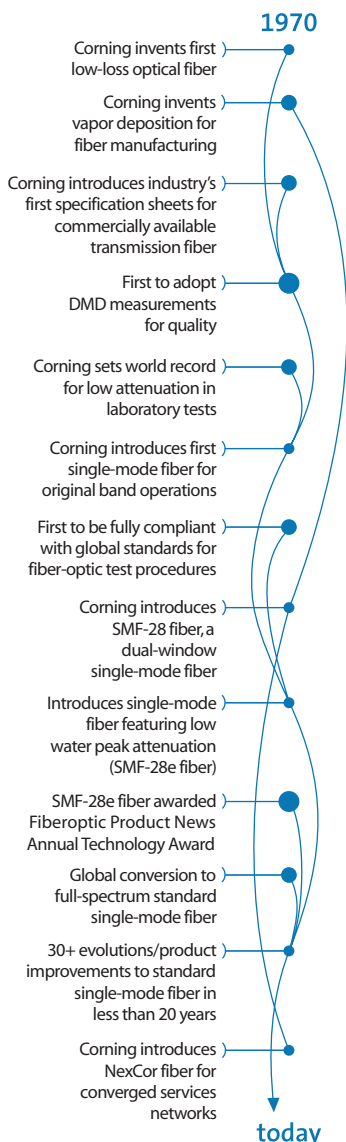 1970
Corning invents first
low-loss optical fiber
Corning invents
vapor deposition for
fiber manufacturing
Corning introduces industry's
first specification sheets for
commercially available
transmission fiber
First to adopt
DMD measurements
for quality
Corning sets world record
for low attenuation in
laboratory tests
Corning introduces first
single-mode fiber for
original band operations
First to be fully compliant
with global standards for
fiber-optic test procedures
Corning introduces
SMF-28 fiber, a
dual-window
single-mode fiber
Introduces single-mode
fiber featuring low
water peak attenuation
(SMF-28e fiber)
SMF-28e fiber awarded
Fiberoptic Product News
Annual Technology Award
Global conversion to
full-spectrum standard
single-mode fiber
30+ evolutions/product
improvements to standard
single-mode fiber in
less than 20 years
Corning introduces
NexCor fiber for
converged services
networks
today